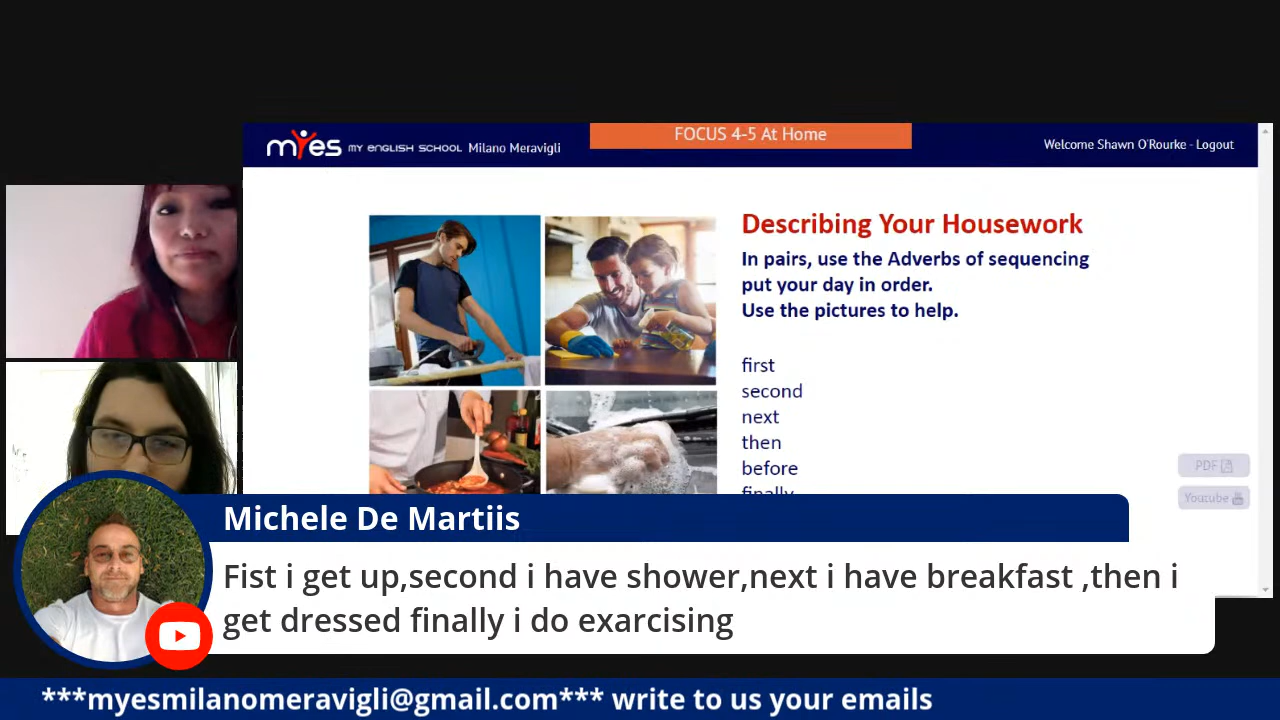 myes MY ENGLISH SCHOOL Milano Meravigli
FOCUS 4-5 At Home
Welcome Shawn O'Rourke - Logout
Describing Your Housework
In pairs, use the Adverbs of sequencing
put your day in order.
Use the pictures to help.
first
second
next
then
before
finally
PDF
Youtube
Michele De Martiis
Fist i get up,second i have shower,next i have breakfast ,then i
get dressed finally i do exarcising
***myesmilanomeravigli@gmail.com*** write to us your emails